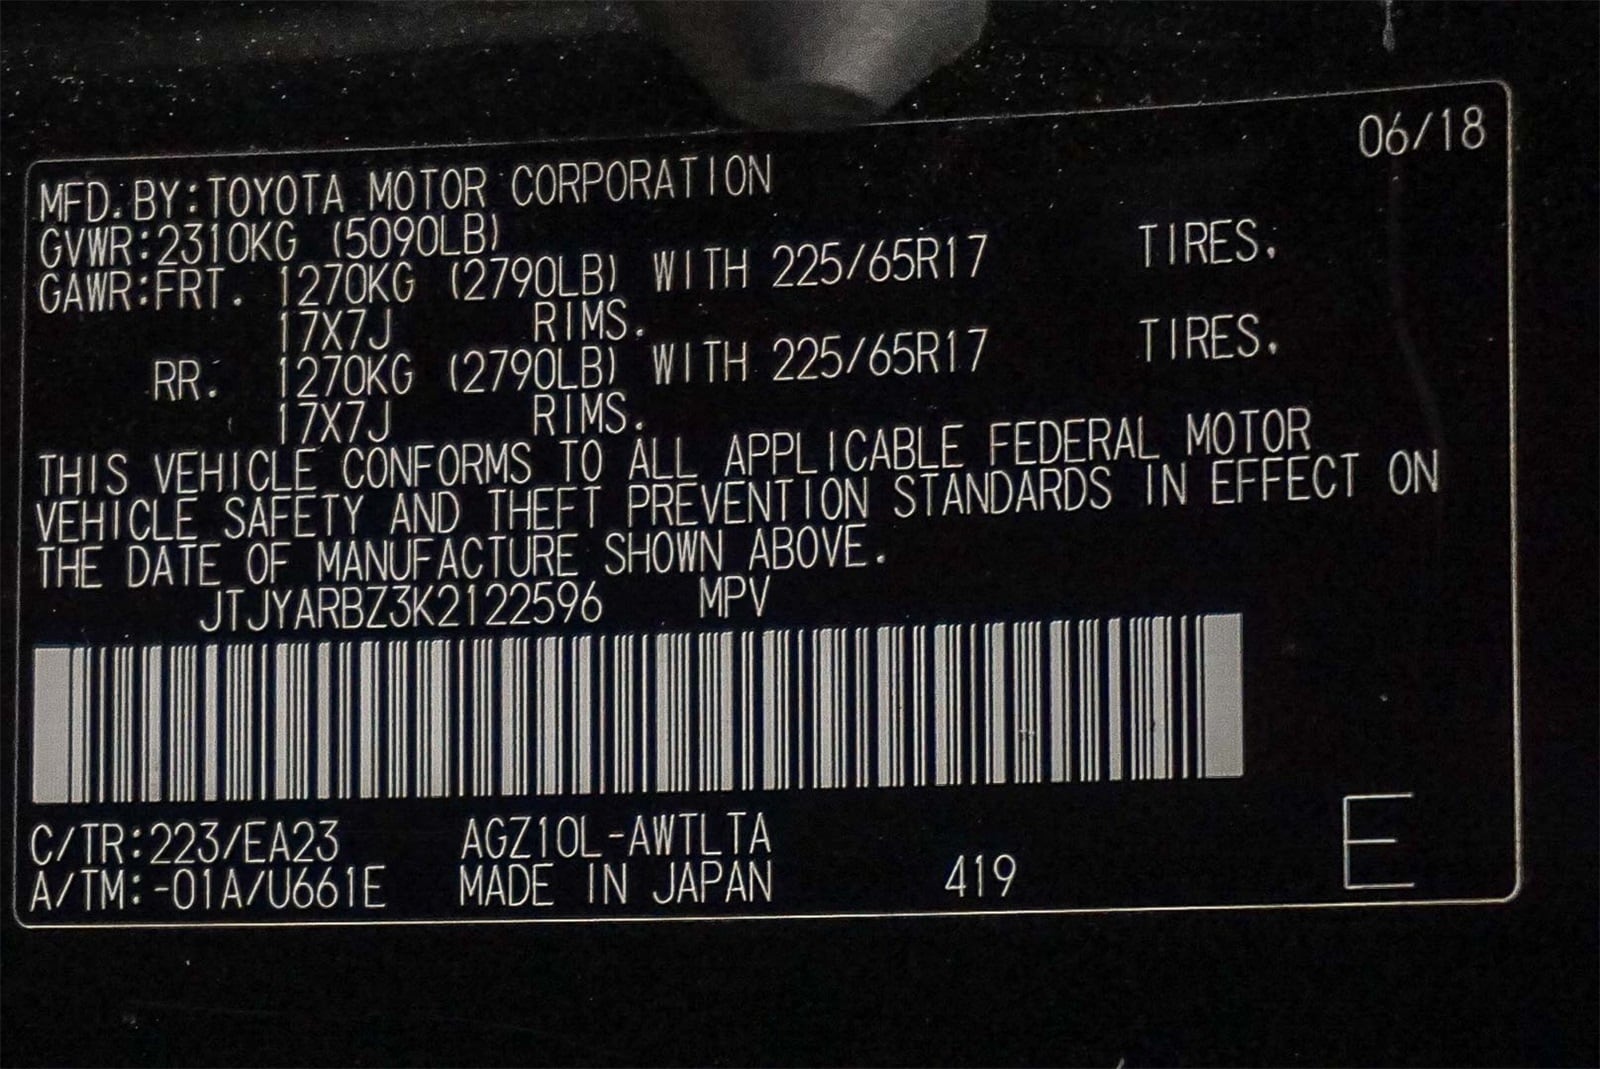 06/18
MFD. BY: TOYOTA MOTOR CORPORATION
GVWR: 2310KG (5090LB)
GAWR: FRT. 1270KG (2790LB) WITH 225/65R17 TIRES.
17X7J RIMS.
RR. 1270KG (2790LB) WITH 225/65R17 TIRES.
17X7J RIMS.
THIS VEHICLE CONFORMS TO ALL APPLICABLE FEDERAL MOTOR
VEHICLE SAFETY AND THEFT PREVENTION STANDARDS IN EFFECT ON
THE DATE OF MANUFACTURE SHOWN ABOVE.
JTJYARBZ3K2122596 MPV
C/TR: 223/EA23 AGZ10L-AWTLTA
A/TM: -01A/U661E MADE IN JAPAN 419 E